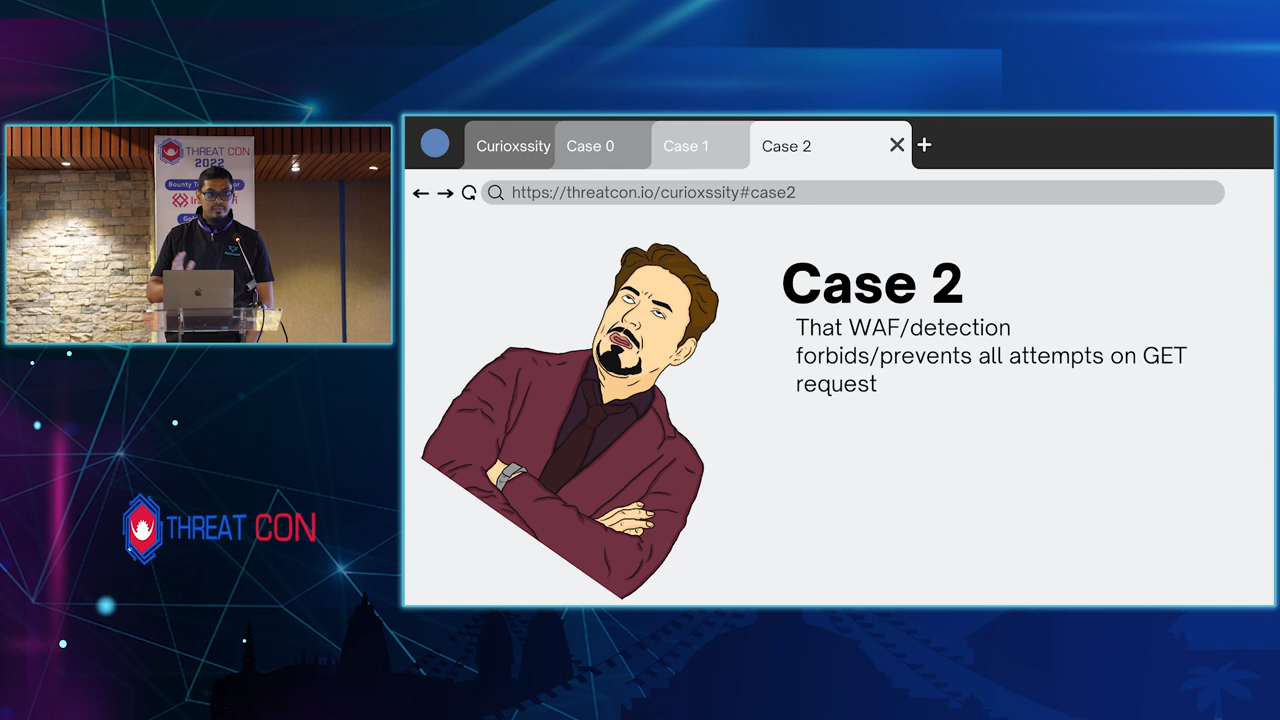 THREAT CON
2022
Bounty
Curioxssity
Case 0
Case 1
Case 2
https://threatcon.io/curioxssity#case2
Case 2
That WAF/detection
forbids/prevents all attempts on GET
request
THREAT CON